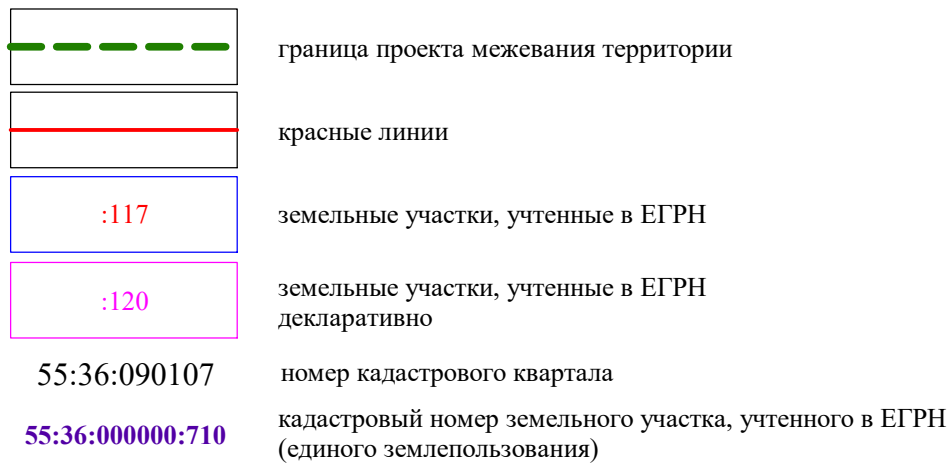 граница проекта межевания территории
красные линии
:117
земельные участки, учтенные в ЕГРН
:120
земельные участки, учтенные в ЕГРН
декларативно
55:36:090107
номер кадастрового квартала
55:36:000000:710
кадастровый номер земельного участка, учтенного в ЕГРН
(единого землепользования)